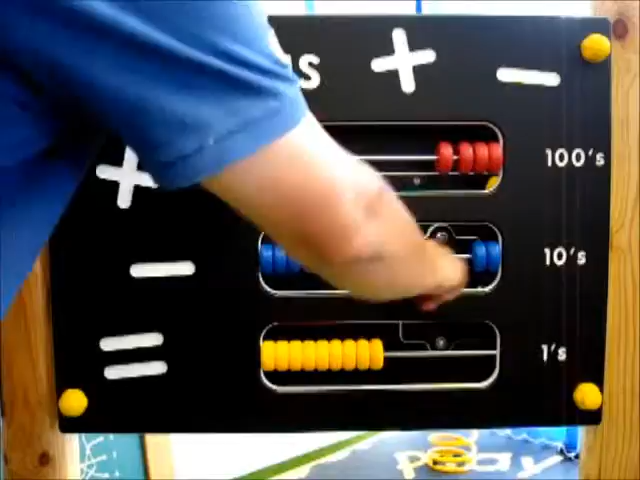 + −
100's
+
10's
−
1's
=
play